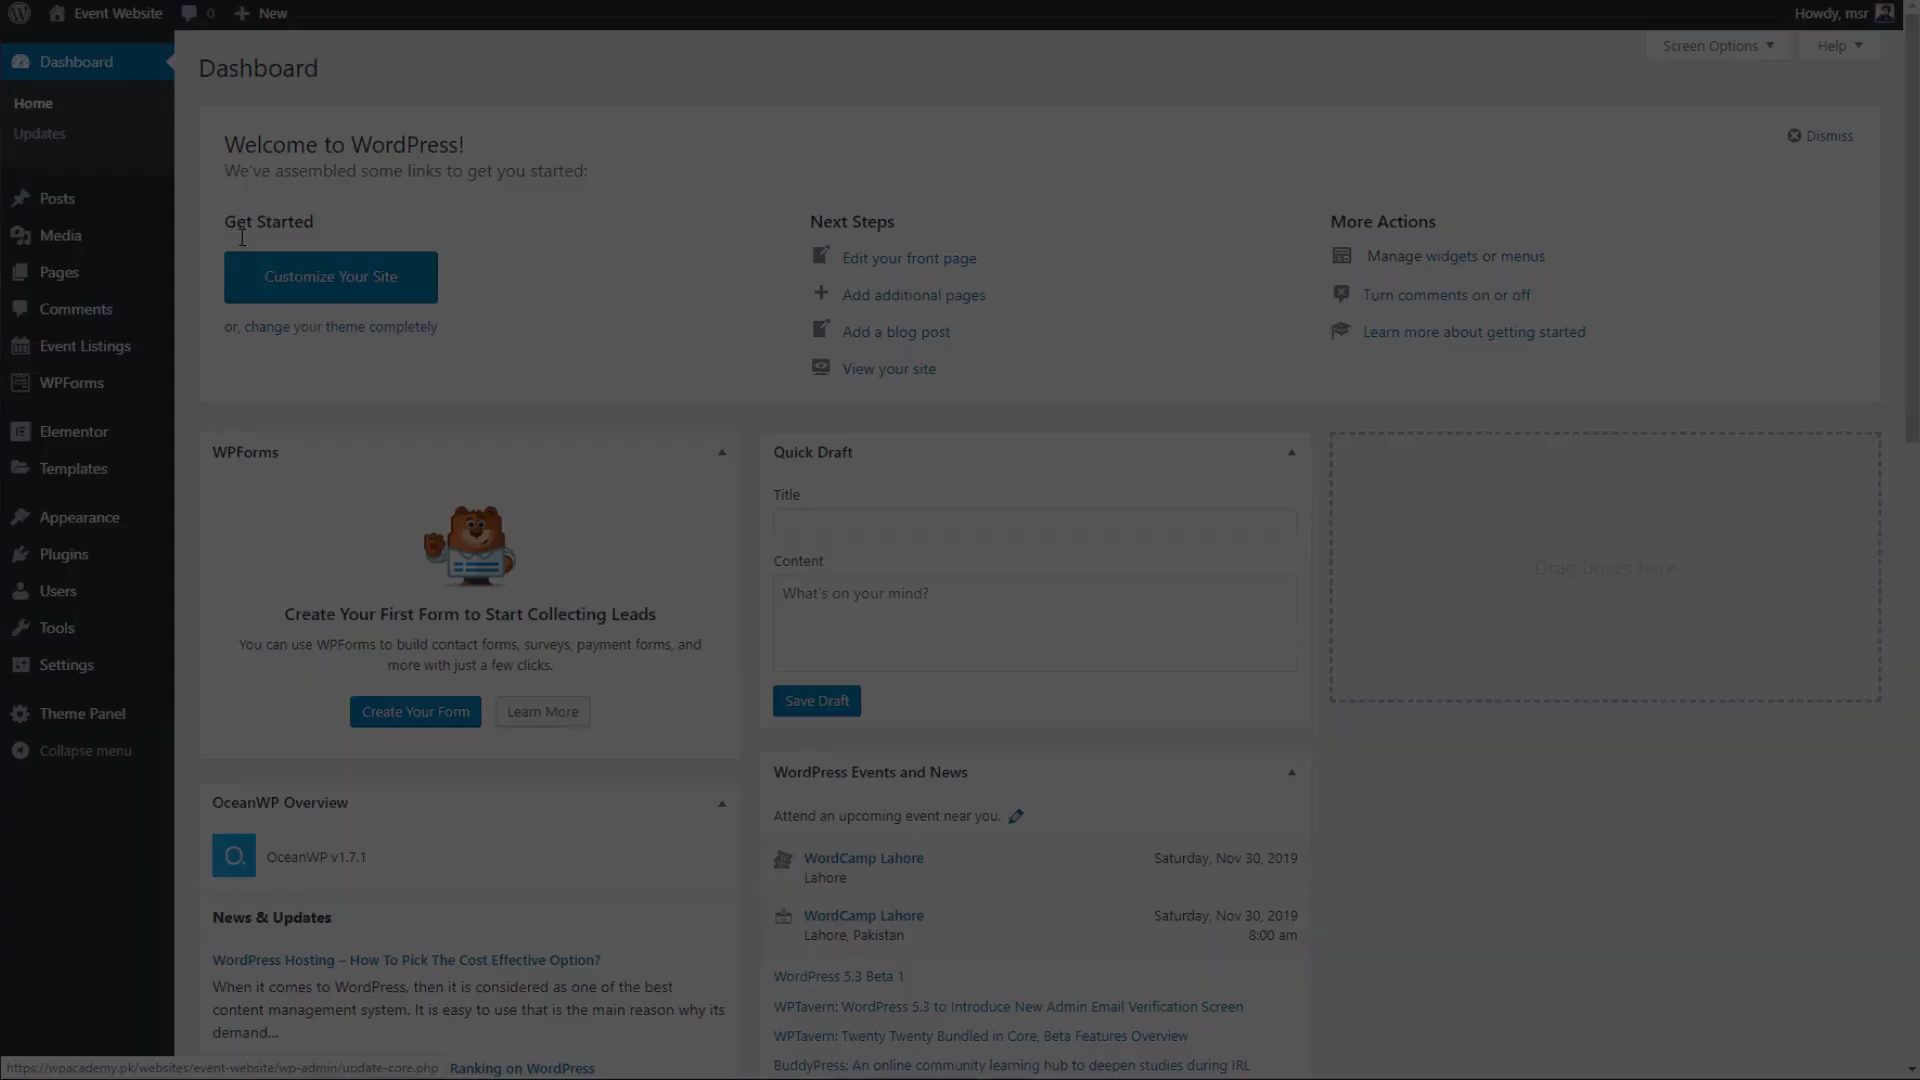 Event Website
0
New
Howdy, msr
Dashboard
Home
Updates
Posts
Media
Pages
Comments
Event Listings
WPForms
Elementor
Templates
Appearance
Plugins
Users
Tools
Settings
Theme Panel
Collapse menu
Screen Options
Help
Dashboard
Welcome to WordPress!
We've assembled some links to get you started:
Dismiss
Get Started
Customize Your Site
or, change your theme completely
Next Steps
Edit your front page
Add additional pages
Add a blog post
View your site
More Actions
Manage widgets or menus
Turn comments on or off
Learn more about getting started
WPForms
Create Your First Form to Start Collecting Leads
You can use WPForms to build contact forms, surveys, payment forms, and
more with just a few clicks.
Create Your Form
Learn More
OceanWP Overview
O.
OceanWP v1.7.1
News & Updates
WordPress Hosting – How To Pick The Cost Effective Option?
When it comes to WordPress, then it is considered as one of the best
content management system. It is easy to use that is the main reason why its
demand...
Ranking on WordPress
Quick Draft
Title
Content
What's on your mind?
Save Draft
WordPress Events and News
Attend an upcoming event near you.
WordCamp Lahore
Saturday, Nov 30, 2019
Lahore
WordCamp Lahore
Saturday, Nov 30, 2019
Lahore, Pakistan
8:00 am
WordPress 5.3 Beta 1
WPTavern: WordPress 5.3 to Introduce New Admin Email Verification Screen
WPTavern: Twenty Twenty Bundled in Core, Beta Features Overview
BuddyPress: An online community learning hub to deepen studies during IRL
Drag boxes here
https://wpacademy.pk/websites/event-website/wp-admin/update-core.php